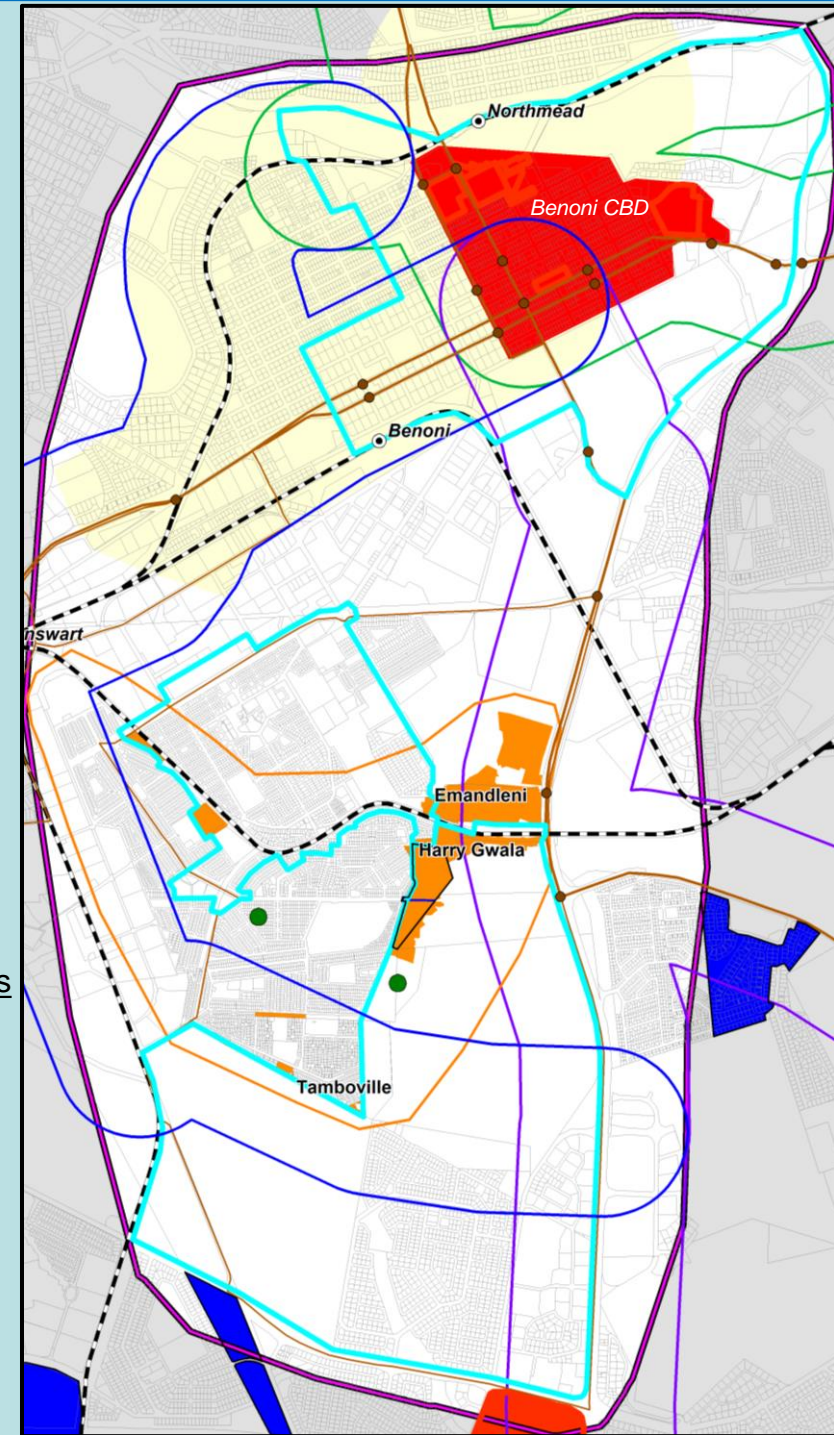 Northmead
Benoni CBD
Benoni
nswart
Emandleni
Harry Gwala
s
Tamboville